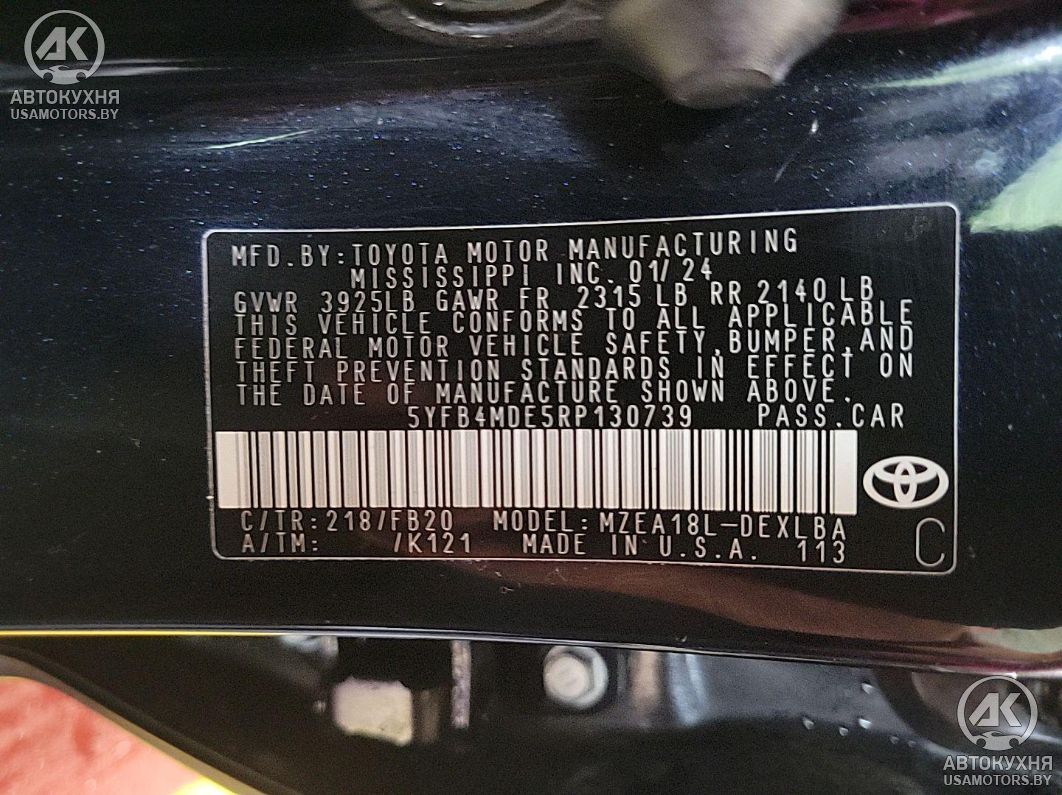 АК
АВТОКУХНЯ
USAMOTORS.BY
MFD.BY:TOYOTA MOTOR MANUFACTURING
MISSISSIPPI INC. 01/24
GVWR 3925LB GAWR FR 2315LB RR 2140LB
THIS VEHICLE CONFORMS TO ALL APPLICABLE
FEDERAL MOTOR VEHICLE SAFETY,BUMPER,AND
THEFT PREVENTION STANDARDS IN EFFECT ON
THE DATE OF MANUFACTURE SHOWN ABOVE.
5YFB4MDE5RP130739 PASS.CAR
C/TR:218/FB20 MODEL:MZEA18L-DEXLBA
A/TM: /K121 MADE IN U.S.A. 113
C
АК
АВТОКУХНЯ
USAMOTORS.BY